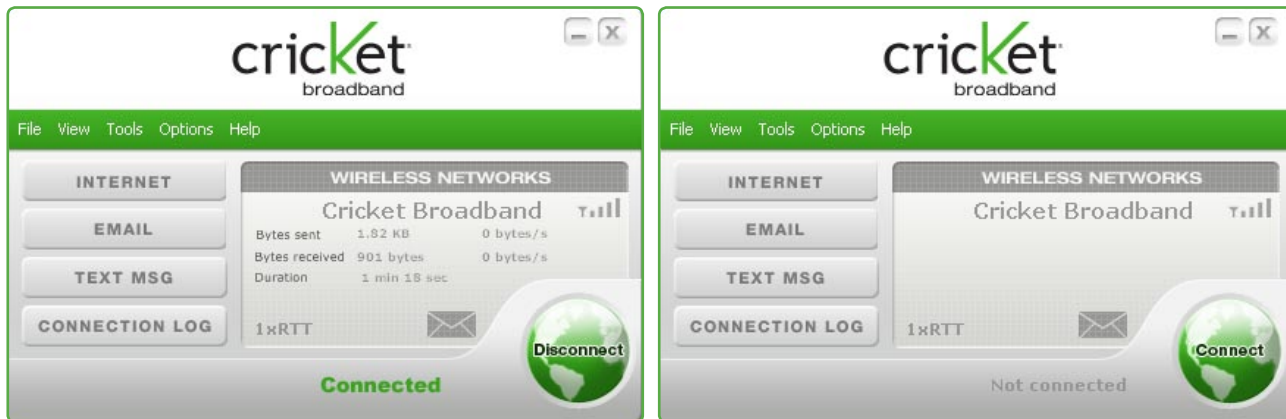 cricket
broadband
File View Tools Options Help
INTERNET
EMAIL
TEXT MSG
CONNECTION LOG
WIRELESS NETWORKS
Cricket Broadband
Bytes sent 1.82 KB 0 bytes/s
Bytes received 901 bytes 0 bytes/s
Duration 1 min 18 sec
1xRTT
Disconnect
Connected
cricket
broadband
File View Tools Options Help
INTERNET
EMAIL
TEXT MSG
CONNECTION LOG
WIRELESS NETWORKS
Cricket Broadband
1xRTT
Connect
Not connected